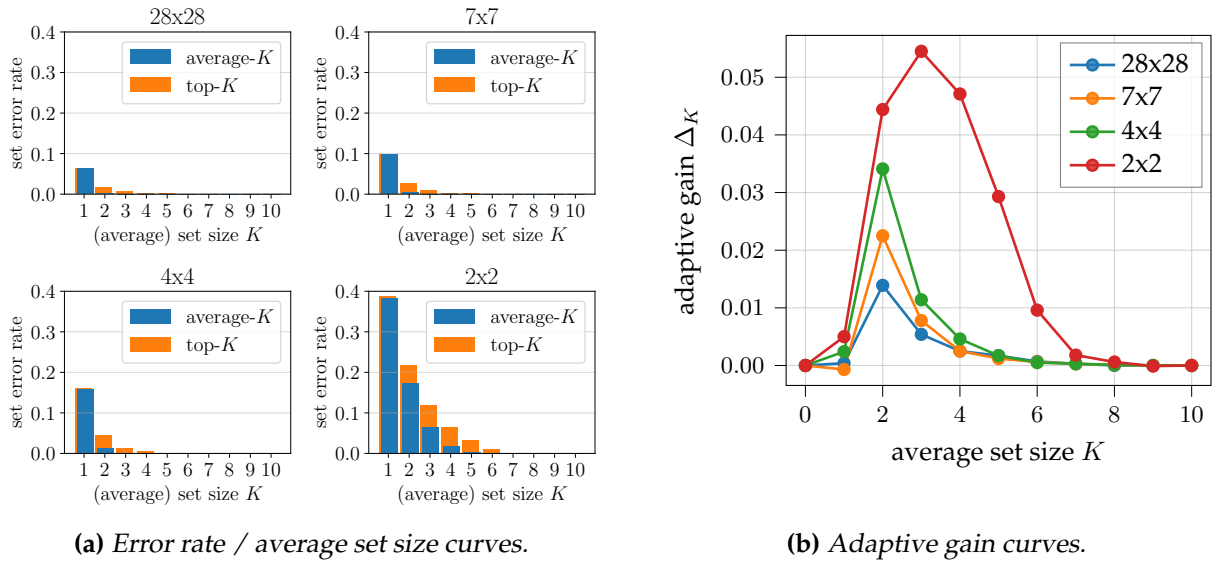 28x28
0.4
0.3
0.2
0.1
0.0
set error rate
average-K
top-K
1 2 3 4 5 6 7 8 9 10
(average) set size K
7x7
0.4
0.3
0.2
0.1
0.0
set error rate
average-K
top-K
1 2 3 4 5 6 7 8 9 10
(average) set size K
4x4
0.4
0.3
0.2
0.1
0.0
set error rate
average-K
top-K
1 2 3 4 5 6 7 8 9 10
(average) set size K
2x2
0.4
0.3
0.2
0.1
0.0
set error rate
average-K
top-K
1 2 3 4 5 6 7 8 9 10
(average) set size K
(a) Error rate / average set size curves.
0.05
0.04
0.03
0.02
0.01
0.00
adaptive gain Δ_K
28x28
7x7
4x4
2x2
0 2 4 6 8 10
average set size K
(b) Adaptive gain curves.